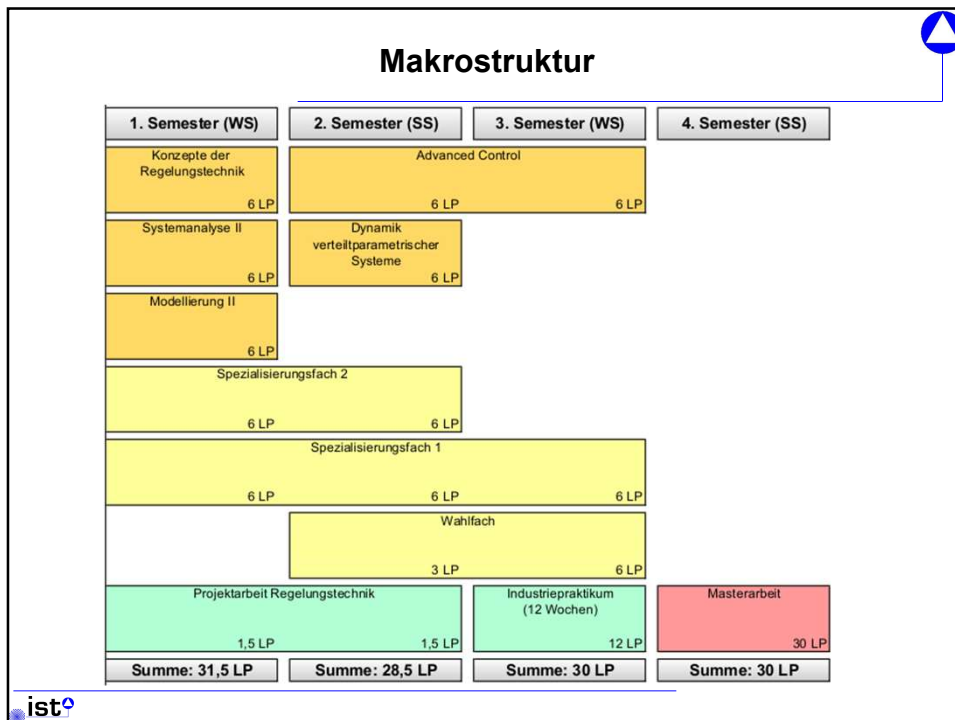 Makrostruktur
1. Semester (WS)
2. Semester (SS)
3. Semester (WS)
4. Semester (SS)
Konzepte der
Regelungstechnik
6 LP
Advanced Control
6 LP
6 LP
Systemanalyse II
6 LP
Dynamik
verteiltparametrischer
Systeme
6 LP
Modellierung II
6 LP
Spezialisierungsfach 2
6 LP
6 LP
Spezialisierungsfach 1
6 LP
6 LP
6 LP
Wahlfach
3 LP
6 LP
Projektarbeit Regelungstechnik
1,5 LP
1,5 LP
Industriepraktikum
(12 Wochen)
12 LP
Masterarbeit
30 LP
Summe: 31,5 LP
Summe: 28,5 LP
Summe: 30 LP
Summe: 30 LP
ist